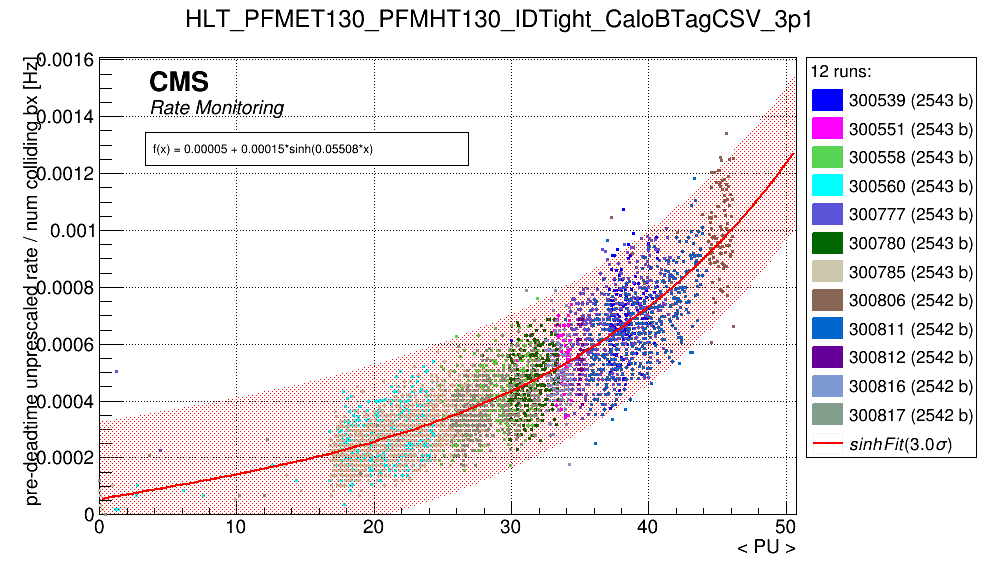 HLT_PFMET130_PFMHT130_IDTight_CaloBTagCSV_3p1
pre-deadtime unprescaled rate / num colliding bx [Hz]
0.0016
0.0014
0.0012
0.001
0.0008
0.0006
0.0004
0.0002
0
CMS
Rate Monitoring
f(x) = 0.00005 + 0.00015*sinh(0.05508*x)
0 10 20 30 40 50
< PU >
12 runs:
300539 (2543 b)
300551 (2543 b)
300558 (2543 b)
300560 (2543 b)
300777 (2543 b)
300780 (2543 b)
300785 (2543 b)
300806 (2542 b)
300811 (2542 b)
300812 (2542 b)
300816 (2542 b)
300817 (2542 b)
sinhFit(3.0σ)